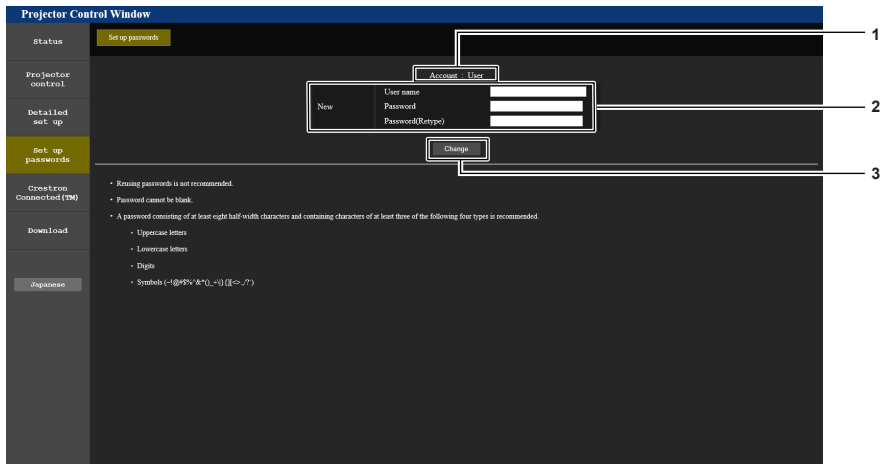 Projector Control Window
Status
Set up passwords
1
Account : User
New
User name
Password
Password(Retype)
2
Change
3
Projector
control
Detailed
set up
Set up
passwords
Crestron
Connected(TM)
Download
Japanese
• Reusing passwords is not recommended.
• Password cannot be blank.
• A password consisting of at least eight half-width characters and containing characters of at least three of the following four types is recommended.
• Uppercase letters
• Lowercase letters
• Digits
• Symbols